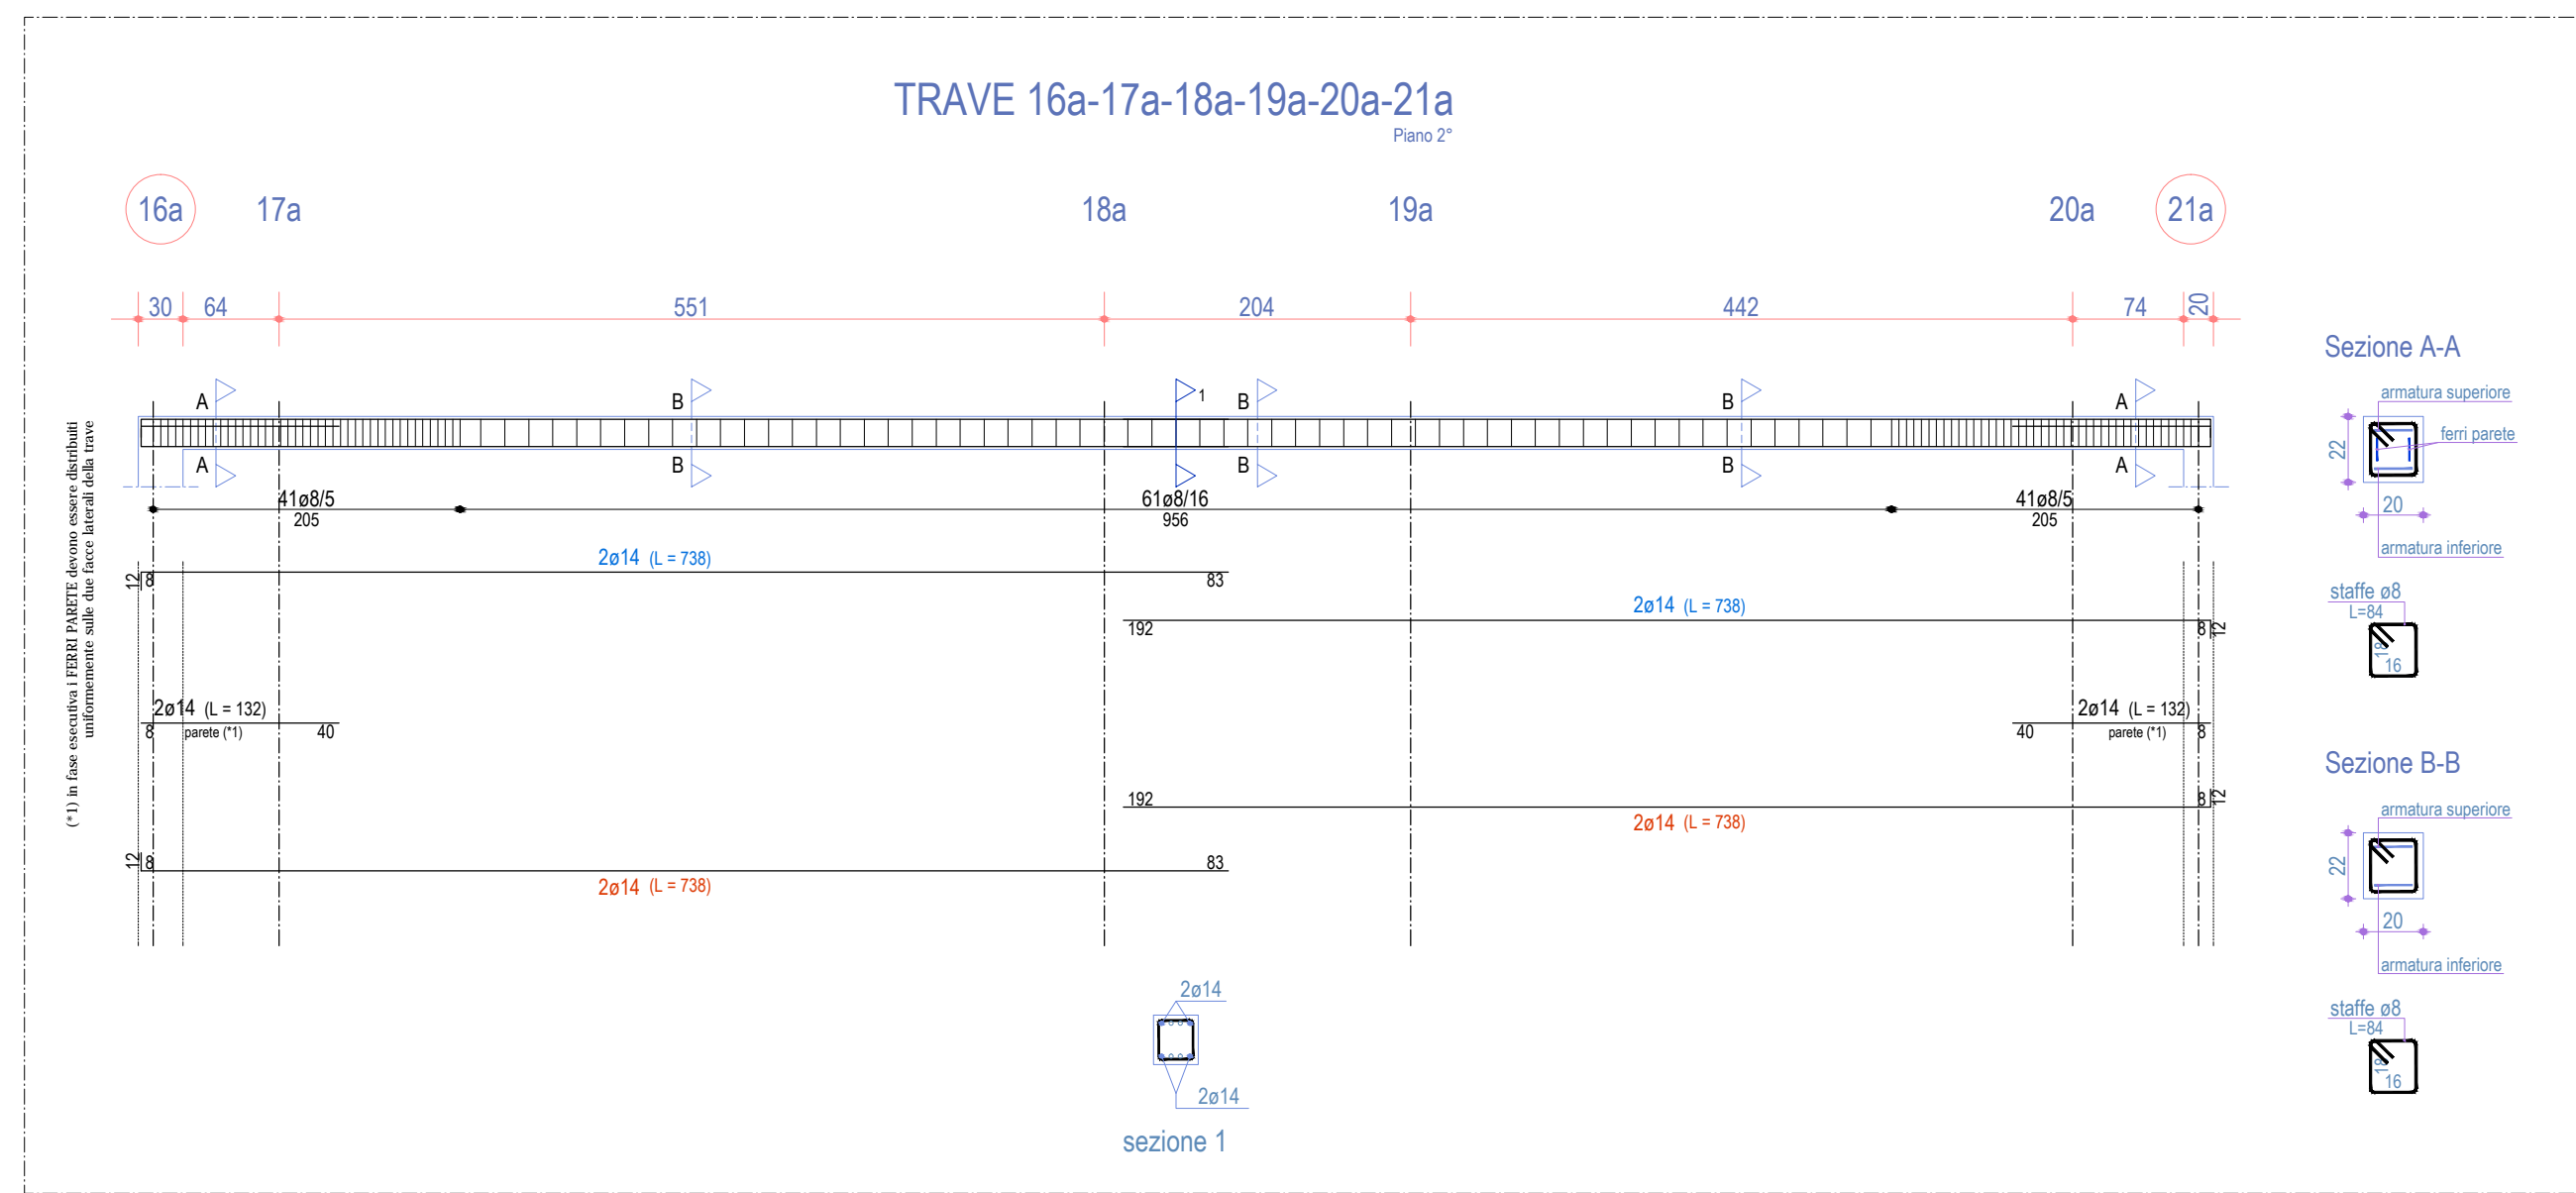 TRAVE 16a-17a-18a-19a-20a-21a
Piano 2°
16a 17a 18a 19a 20a 21a
30 64 551 204 442 74 20
A B 1 B B A
A B B B A
41ø8/5 61ø8/16 41ø8/5
205 956 205
2ø14 (L = 738)
12 8 83
2ø14 (L = 738)
192 8 12
2ø14 (L = 132) 2ø14 (L = 132)
8 parete (*1) 40 40 parete (*1) 8
192 8 12
2ø14 (L = 738)
12 8 83
2ø14 (L = 738)
2ø14
2ø14
sezione 1
(*1) in fase esecutiva i FERRI PARETE devono essere distribuiti
uniformemente sulle due facce laterali della trave
Sezione A-A
armatura superiore
ferri parete
22
20
armatura inferiore
staffe ø8
L=84
18
16
Sezione B-B
armatura superiore
22
20
armatura inferiore
staffe ø8
L=84
18
16